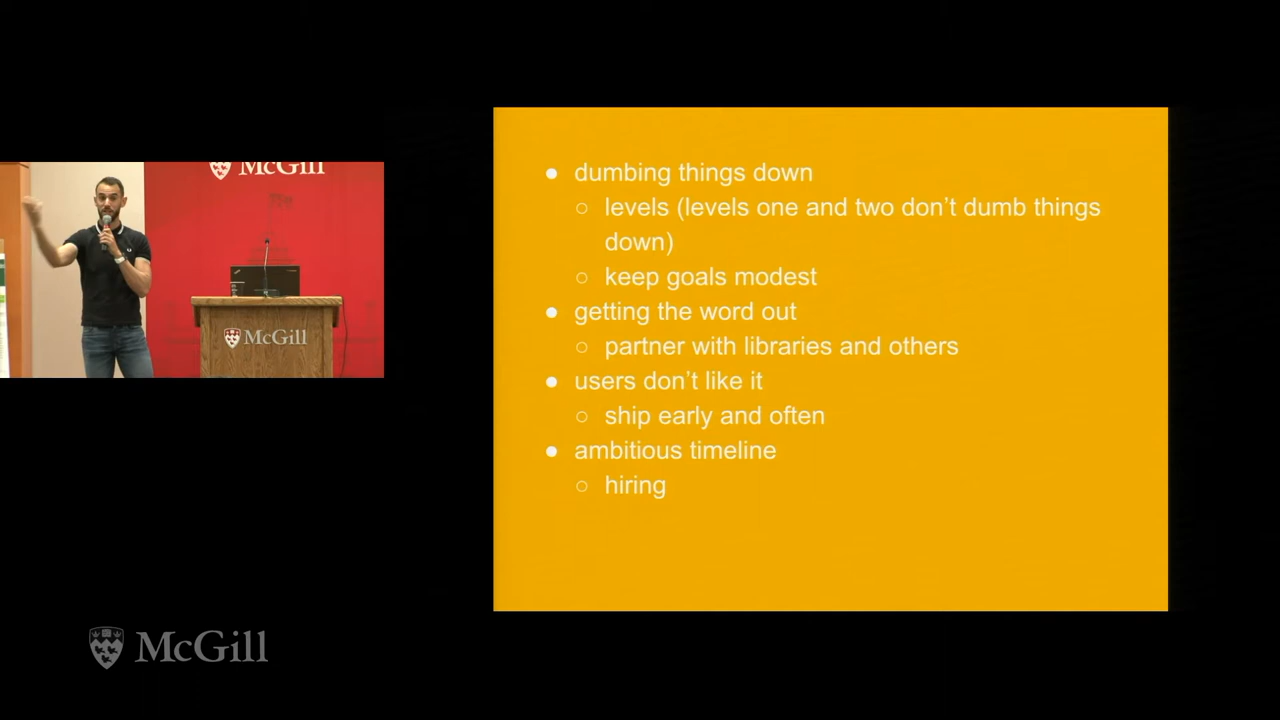 McGill
McGill
● dumbing things down
○ levels (levels one and two don't dumb things
down)
○ keep goals modest
● getting the word out
○ partner with libraries and others
● users don't like it
○ ship early and often
● ambitious timeline
○ hiring
McGill